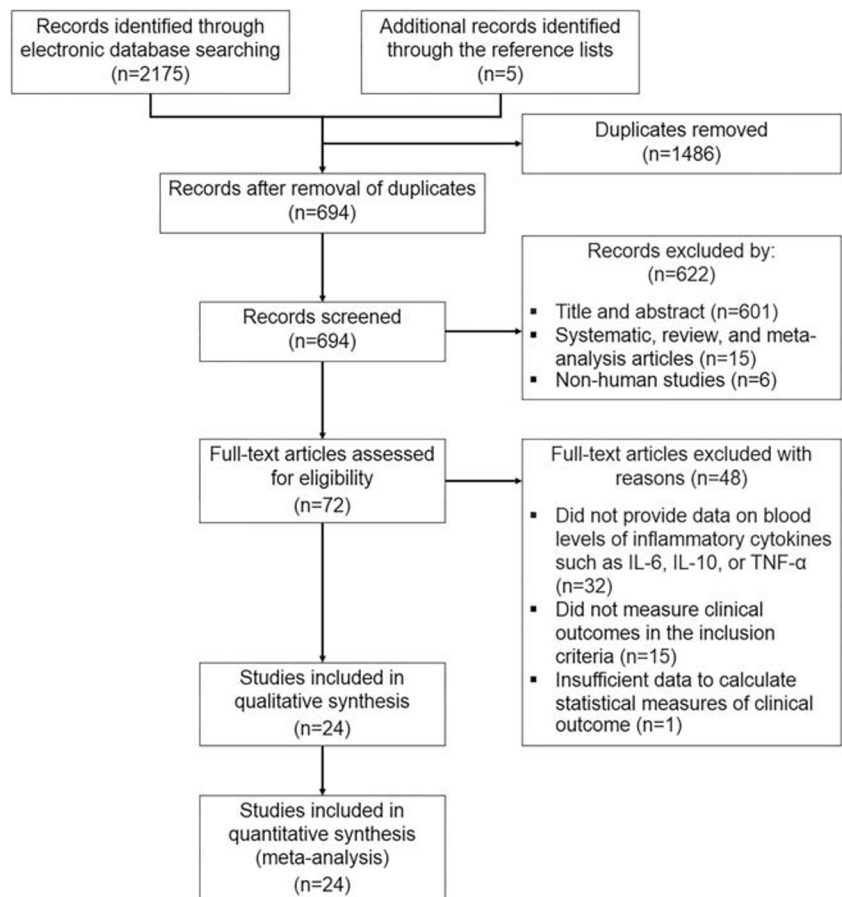 Records identified through
electronic database searching
(n=2175)
Additional records identified
through the reference lists
(n=5)
Duplicates removed
(n=1486)
Records after removal of duplicates
(n=694)
Records excluded by:
(n=622)
▪ Title and abstract (n=601)
▪ Systematic, review, and meta-
analysis articles (n=15)
▪ Non-human studies (n=6)
Records screened
(n=694)
Full-text articles assessed
for eligibility
(n=72)
Full-text articles excluded with
reasons (n=48)
▪ Did not provide data on blood
levels of inflammatory cytokines
such as IL-6, IL-10, or TNF-α
(n=32)
▪ Did not measure clinical
outcomes in the inclusion
criteria (n=15)
▪ Insufficient data to calculate
statistical measures of clinical
outcome (n=1)
Studies included in
qualitative synthesis
(n=24)
Studies included in
quantitative synthesis
(meta-analysis)
(n=24)